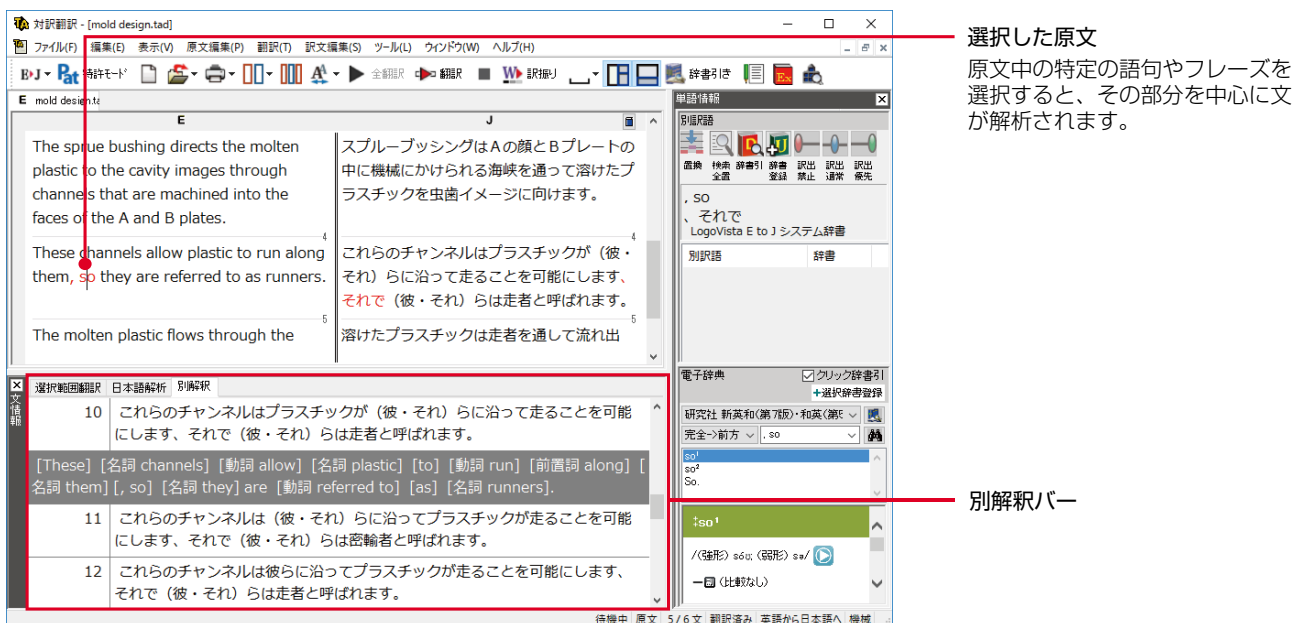 対訳翻訳 - [mold design.tad]
ファイル(F) 編集(E) 表示(V) 原文編集(P) 翻訳(T) 訳文編集(S) ツール(L) ウィンドウ(W) ヘルプ(H)
E›J Pat 特許モード 全翻訳 翻訳 訳振り 辞書引き Ex
E mold design.ta
E J
The sprue bushing directs the molten
plastic to the cavity images through
channels that are machined into the
faces of the A and B plates.
スプルーブッシングはAの顔とBプレートの
中に機械にかけられる海峡を通って溶けたプ
ラスチックを虫歯イメージに向けます。
4 4
These channels allow plastic to run along
them, so they are referred to as runners.
これらのチャンネルはプラスチックが（彼・
それ）らに沿って走ることを可能にします、
それで（彼・それ）らは走者と呼ばれます。
5 5
The molten plastic flows through the
溶けたプラスチックは走者を通して流れ出
文情報
選択範囲翻訳 日本語解析 別解釈
10 これらのチャンネルはプラスチックが（彼・それ）らに沿って走ることを可能
にします、それで（彼・それ）らは走者と呼ばれます。
[These] [名詞 channels] [動詞 allow] [名詞 plastic] [to] [動詞 run] [前置詞 along] [
名詞 them] [, so] [名詞 they] are [動詞 referred to] [as] [名詞 runners].
11 これらのチャンネルは（彼・それ）らに沿ってプラスチックが走ることを可能
にします、それで（彼・それ）らは密輸者と呼ばれます。
12 これらのチャンネルは彼らに沿ってプラスチックが走ることを可能にします、
それで（彼・それ）らは走者と呼ばれます。
単語情報
別訳語
置換 検索全置 辞書引 辞書登録 訳出禁止 訳出通常 訳出優先
, so
、それで
LogoVista E to J システム辞書
別訳語 辞書
電子辞典 クリック辞書引
+選択辞書登録
研究社 新英和(第7版)・和英(第5
完全->前方 , so
so¹
so²
So.
‡so¹
/(強形) sóu; (弱形) sə/
━副 (比較なし)
待機中 原文 5 / 6 文 翻訳済み 英語から日本語へ 機械
選択した原文
原文中の特定の語句やフレーズを
選択すると、その部分を中心に文
が解析されます。
別解釈バー